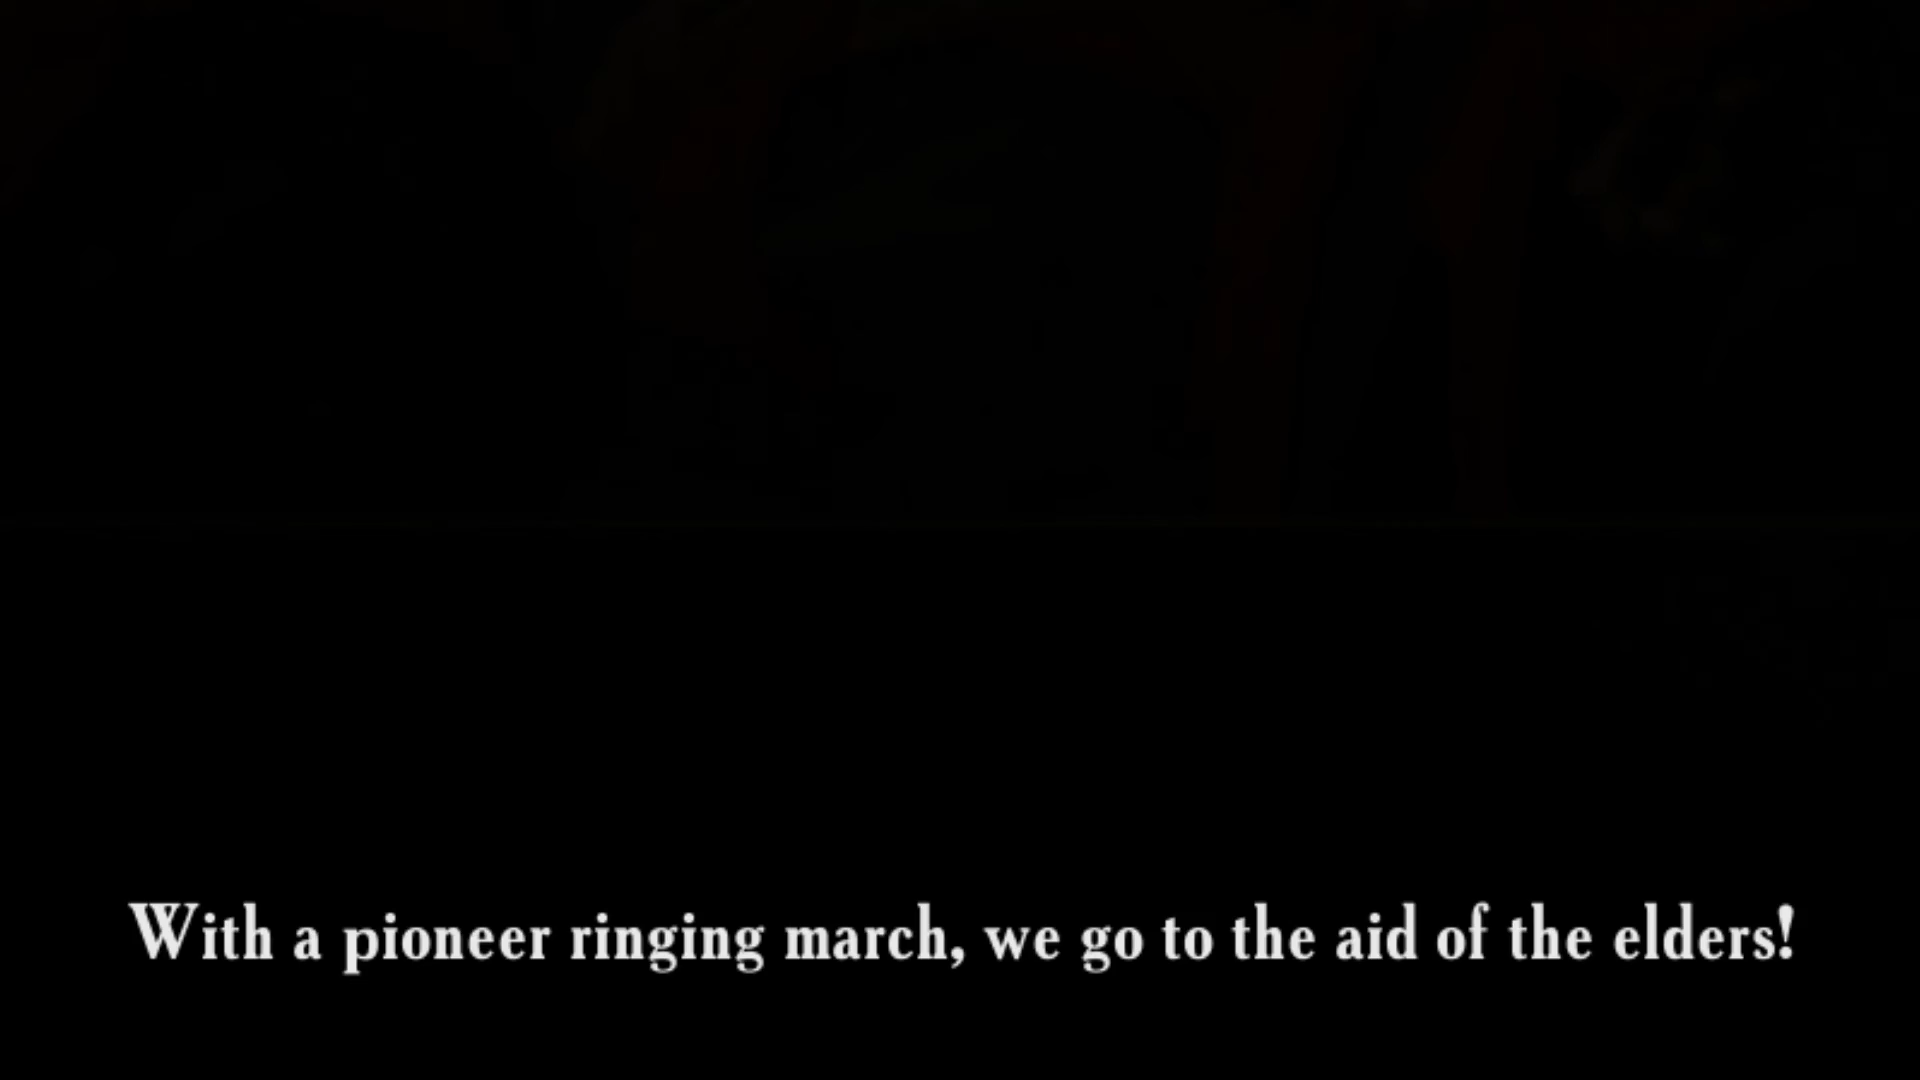 With a pioneer ringing march, we go to the aid of the elders!